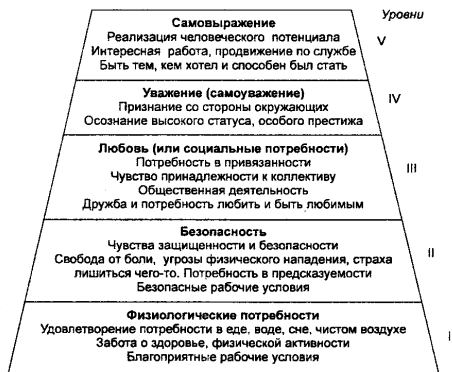 Уровни
Самовыражение
Реализация человеческого потенциала
Интересная работа, продвижение по службе
Быть тем, кем хотел и способен был стать
V
Уважение (самоуважение)
Признание со стороны окружающих
Осознание высокого статуса, особого престижа
IV
Любовь (или социальные потребности)
Потребность в привязанности
Чувство принадлежности к коллективу
Общественная деятельность
Дружба и потребность любить и быть любимым
III
Безопасность
Чувства защищенности и безопасности
Свобода от боли, угрозы физического нападения, страха
лишиться чего-то. Потребность в предсказуемости
Безопасные рабочие условия
II
Физиологические потребности
Удовлетворение потребности в еде, воде, сне, чистом воздухе
Забота о здоровье, физической активности
Благоприятные рабочие условия
I